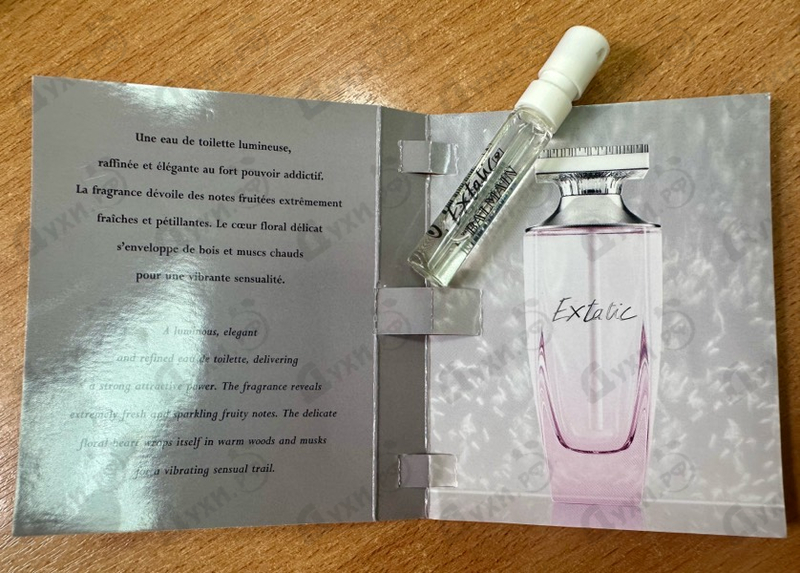 Une eau de toilette lumineuse,
raffinée et élégante au fort pouvoir addictif.
La fragrance dévoile des notes fruitées extrêmement
fraîches et pétillantes. Le cœur floral délicat
s'enveloppe de bois et muscs chauds
pour une vibrante sensualité.
A luminous, elegant
and refined eau de toilette, delivering
a strong attractive power. The fragrance reveals
extremely fresh and sparkling fruity notes. The delicate
floral heart wraps itself in warm woods and musks
for a vibrating sensual trail.
Extatic
BALMAIN
Extatic
Духи.рф